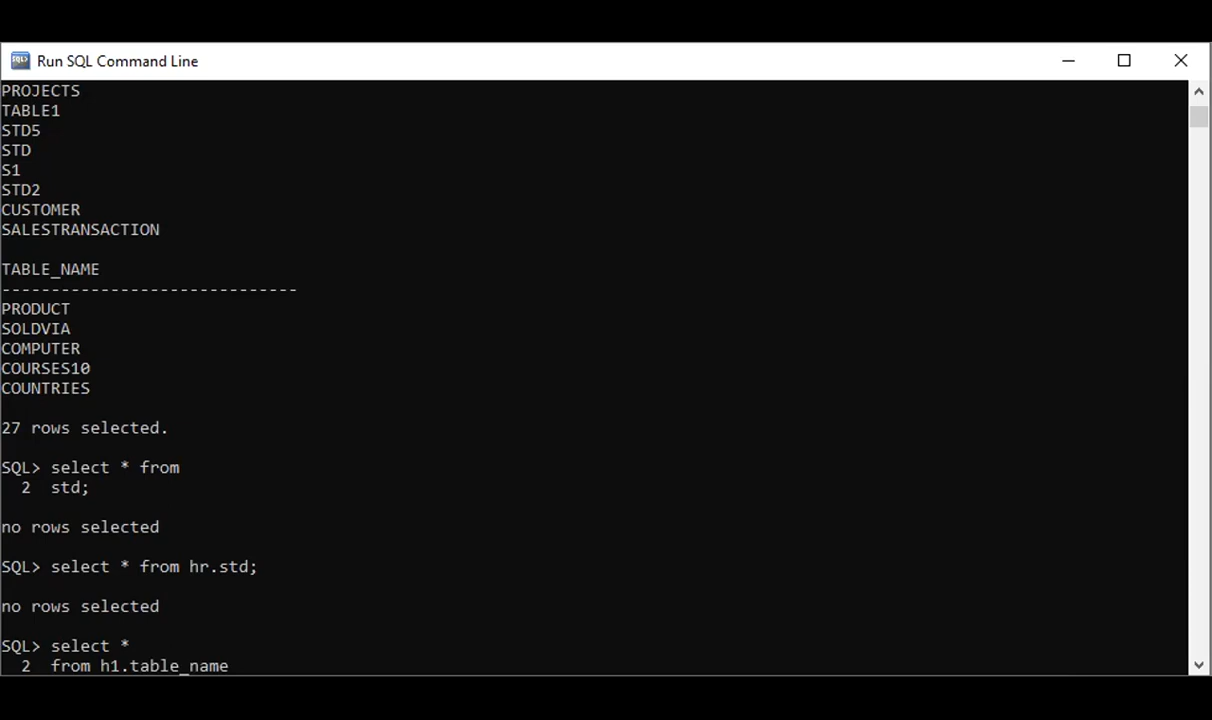 Run SQL Command Line
PROJECTS
TABLE1
STD5
STD
S1
STD2
CUSTOMER
SALESTRANSACTION
TABLE_NAME
------------------------------
PRODUCT
SOLDVIA
COMPUTER
COURSES10
COUNTRIES
27 rows selected.
SQL> select * from
2 std;
no rows selected
SQL> select * from hr.std;
no rows selected
SQL> select *
2 from h1.table_name